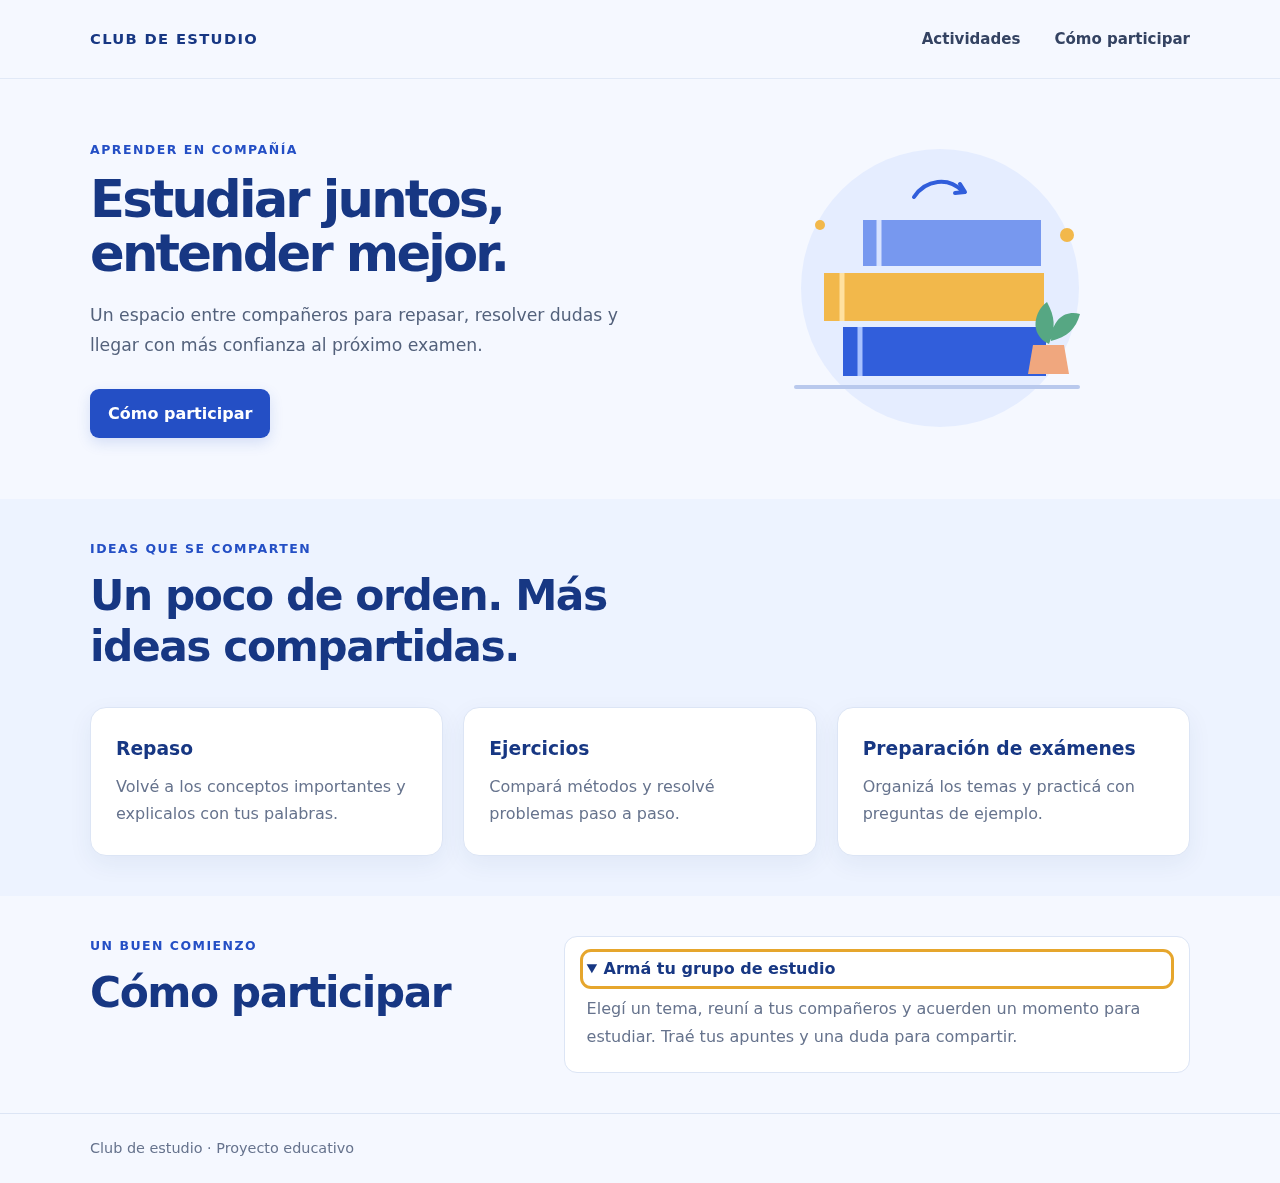 CLUB DE ESTUDIO
Actividades
Cómo participar
APRENDER EN COMPAÑÍA
Estudiar juntos,
entender mejor.
Un espacio entre compañeros para repasar, resolver dudas y
llegar con más confianza al próximo examen.
Cómo participar
IDEAS QUE SE COMPARTEN
Un poco de orden. Más
ideas compartidas.
Repaso
Volvé a los conceptos importantes y
explicalos con tus palabras.
Ejercicios
Compará métodos y resolvé
problemas paso a paso.
Preparación de exámenes
Organizá los temas y practicá con
preguntas de ejemplo.
UN BUEN COMIENZO
Cómo participar
Armá tu grupo de estudio
Elegí un tema, reuní a tus compañeros y acuerden un momento para
estudiar. Traé tus apuntes y una duda para compartir.
Club de estudio · Proyecto educativo